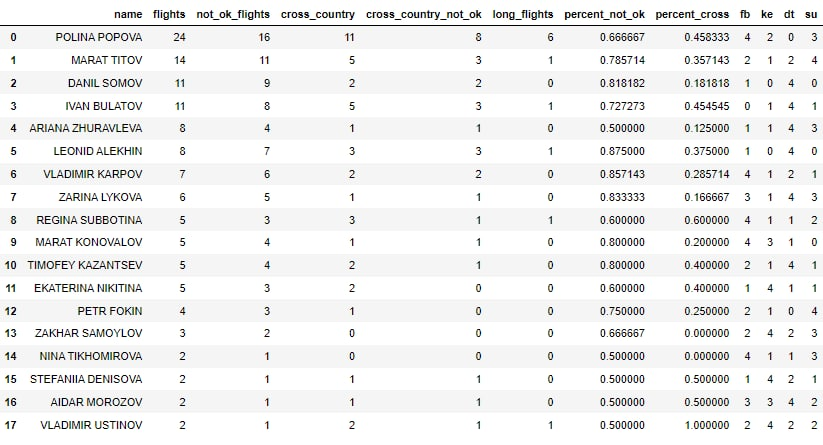 name flights not_ok_flights cross_country cross_country_not_ok long_flights percent_not_ok percent_cross fb ke dt su
0 POLINA POPOVA 24 16 11 8 6 0.666667 0.458333 4 2 0 3
1 MARAT TITOV 14 11 5 3 1 0.785714 0.357143 2 1 2 4
2 DANIL SOMOV 11 9 2 2 0 0.818182 0.181818 1 0 4 0
3 IVAN BULATOV 11 8 5 3 1 0.727273 0.454545 0 1 4 1
4 ARIANA ZHURAVLEVA 8 4 1 1 0 0.500000 0.125000 1 1 4 3
5 LEONID ALEKHIN 8 7 3 3 1 0.875000 0.375000 1 0 4 0
6 VLADIMIR KARPOV 7 6 2 2 0 0.857143 0.285714 4 1 2 1
7 ZARINA LYKOVA 6 5 1 1 0 0.833333 0.166667 3 1 4 3
8 REGINA SUBBOTINA 5 3 3 1 1 0.600000 0.600000 4 1 1 2
9 MARAT KONOVALOV 5 4 1 1 0 0.800000 0.200000 4 3 1 0
10 TIMOFEY KAZANTSEV 5 4 2 1 0 0.800000 0.400000 2 1 4 1
11 EKATERINA NIKITINA 5 3 2 0 0 0.600000 0.400000 1 4 1 1
12 PETR FOKIN 4 3 1 0 0 0.750000 0.250000 2 1 0 4
13 ZAKHAR SAMOYLOV 3 2 0 0 0 0.666667 0.000000 2 4 2 3
14 NINA TIKHOMIROVA 2 1 0 0 0 0.500000 0.000000 4 1 1 3
15 STEFANIIA DENISOVA 2 1 1 1 0 0.500000 0.500000 1 4 2 1
16 AIDAR MOROZOV 2 1 1 1 0 0.500000 0.500000 3 3 4 2
17 VLADIMIR USTINOV 2 1 2 1 1 0.500000 1.000000 2 4 2 2